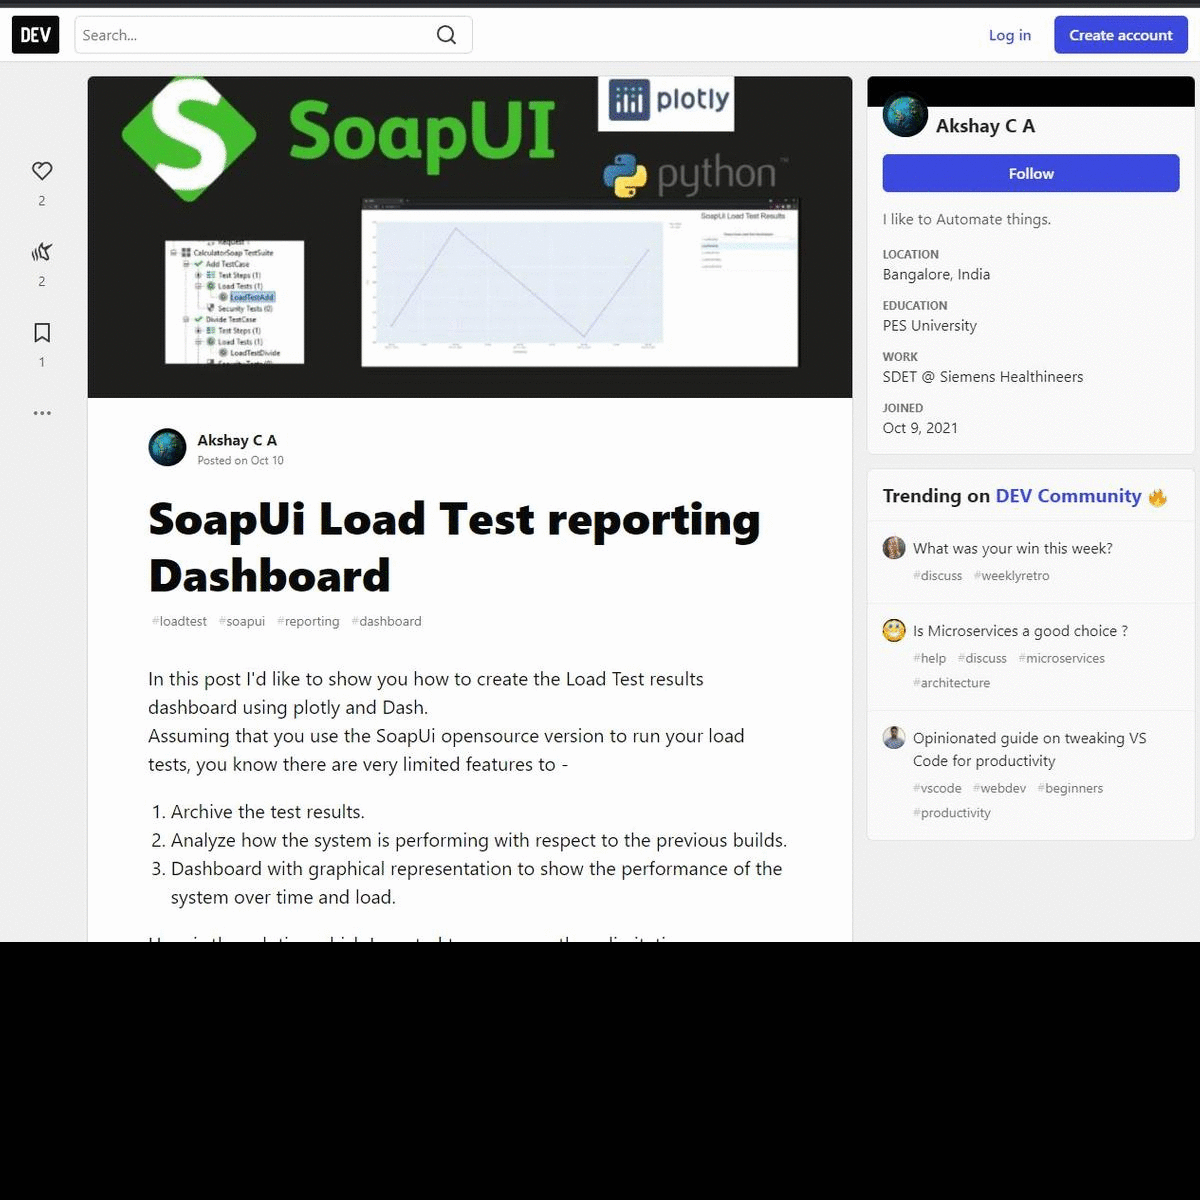 DEV
Search...
Log in
Create account
SoapUI
plotly
python™
SoapUi Load Test Results
Request 1
CalculatorSoap TestSuite
Add TestCase
Test Steps (1)
Load Tests (1)
LoadTestAdd
Security Tests (0)
Divide TestCase
Test Steps (1)
Load Tests (1)
LoadTestDivide
2
2
1
Akshay C A
Posted on Oct 10
SoapUi Load Test reporting
Dashboard
#loadtest #soapui #reporting #dashboard
In this post I'd like to show you how to create the Load Test results
dashboard using plotly and Dash.
Assuming that you use the SoapUi opensource version to run your load
tests, you know there are very limited features to -
1. Archive the test results.
2. Analyze how the system is performing with respect to the previous builds.
3. Dashboard with graphical representation to show the performance of the
system over time and load.
Akshay C A
Follow
I like to Automate things.
LOCATION
Bangalore, India
EDUCATION
PES University
WORK
SDET @ Siemens Healthineers
JOINED
Oct 9, 2021
Trending on DEV Community 🔥
What was your win this week?
#discuss #weeklyretro
Is Microservices a good choice ?
#help #discuss #microservices
#architecture
Opinionated guide on tweaking VS
Code for productivity
#vscode #webdev #beginners
#productivity